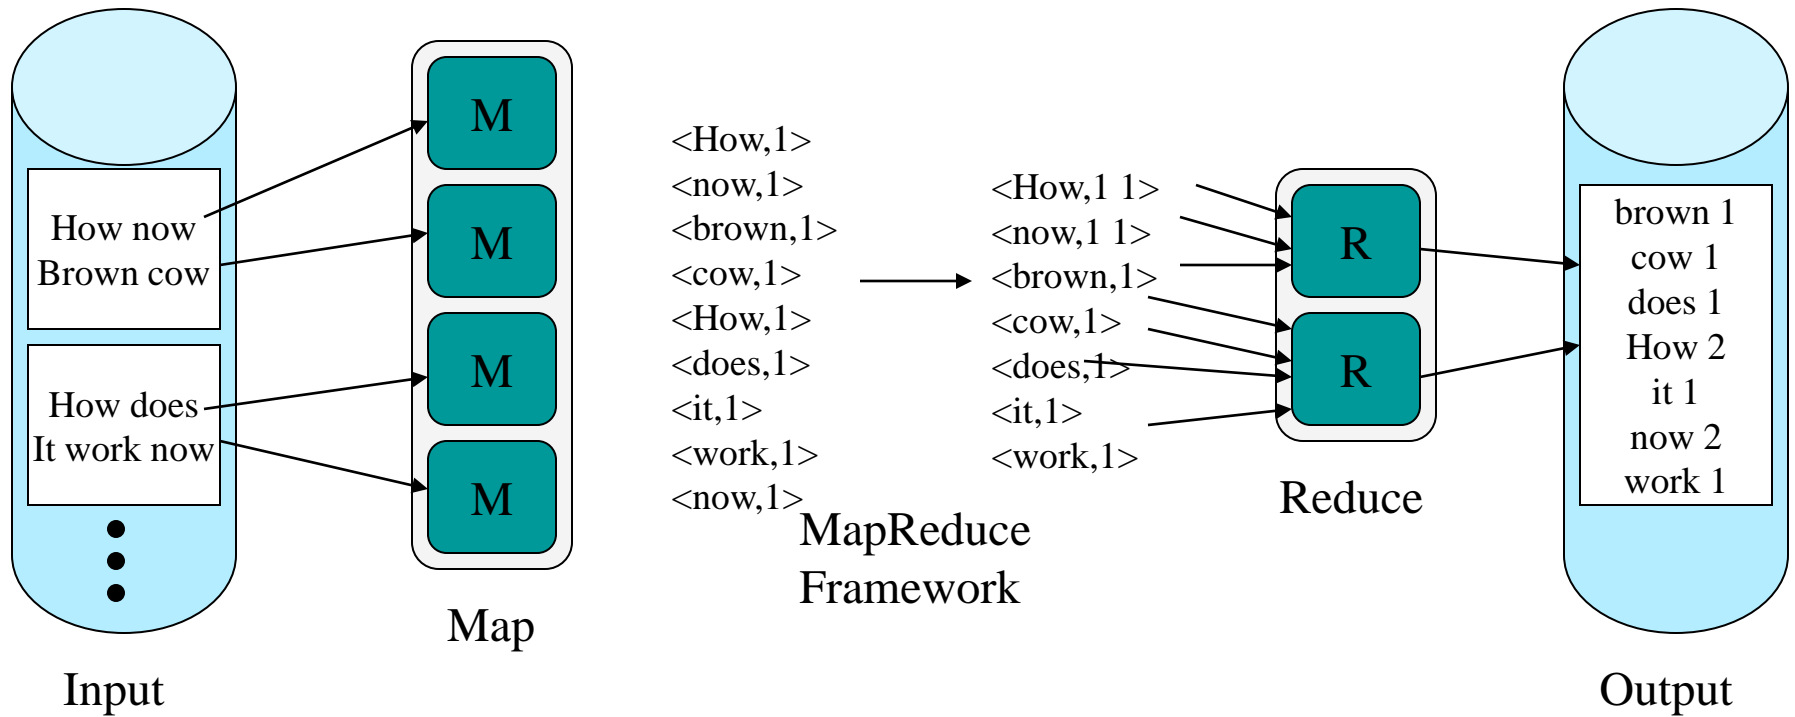 How now
Brown cow
How does
It work now
Input
M
M
M
M
Map
<How,1>
<now,1>
<brown,1>
<cow,1>
<How,1>
<does,1>
<it,1>
<work,1>
<now,1>
MapReduce
Framework
<How,1 1>
<now,1 1>
<brown,1>
<cow,1>
<does,1>
<it,1>
<work,1>
R
R
Reduce
brown 1
cow 1
does 1
How 2
it 1
now 2
work 1
Output